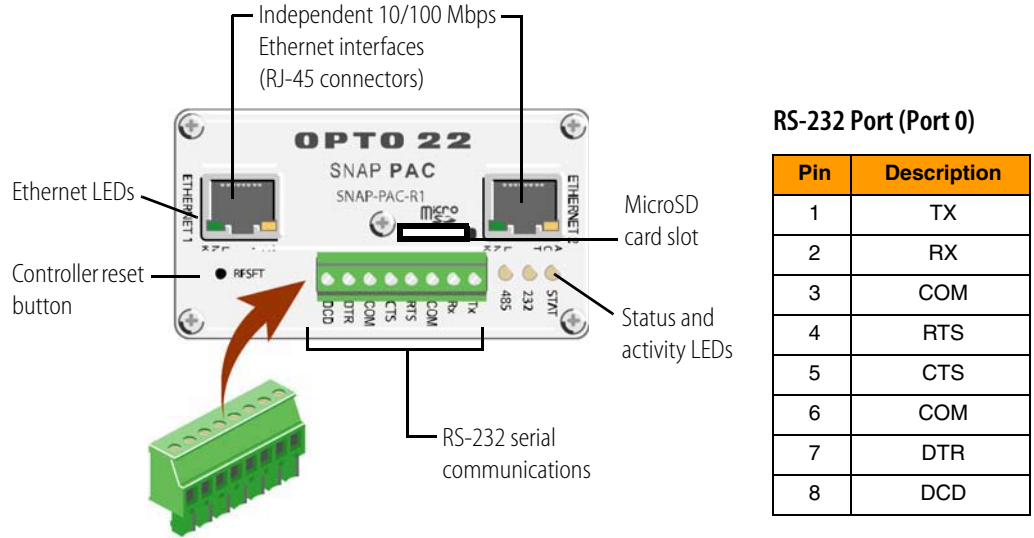 Independent 10/100 Mbps
Ethernet interfaces
(RJ-45 connectors)
OPTO 22
SNAP PAC
SNAP-PAC-R1
Micro
ETHERNET 1
ETHERNET 2
Ethernet LEDs
Controller reset
button
RESET
DCD
DTR
COM
CTS
RTS
COM
Rx
Tx
485
232
STAT
MicroSD
card slot
Status and
activity LEDs
RS-232 serial
communications
RS-232 Port (Port 0)
Pin Description
1 TX
2 RX
3 COM
4 RTS
5 CTS
6 COM
7 DTR
8 DCD